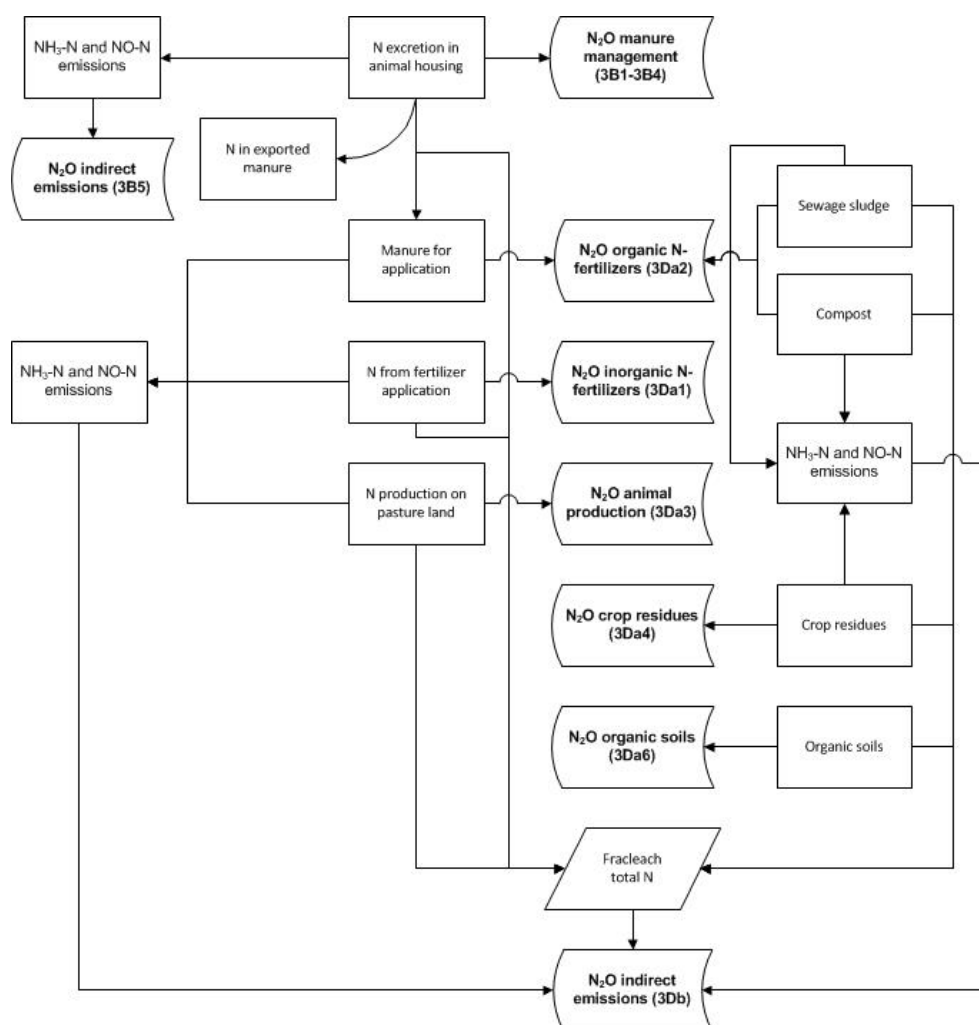 NH₃-N and NO-N
emissions
N excretion in
animal housing
N₂O manure
management
(3B1-3B4)
N in exported
manure
N₂O indirect
emissions (3B5)
Sewage sludge
Manure for
application
N₂O organic N-
fertilizers (3Da2)
Compost
NH₃-N and NO-N
emissions
N from fertilizer
application
N₂O inorganic N-
fertilizers (3Da1)
NH₃-N and NO-N
emissions
N production on
pasture land
N₂O animal
production (3Da3)
N₂O crop residues
(3Da4)
Crop residues
N₂O organic soils
(3Da6)
Organic soils
Fracleach
total N
N₂O indirect
emissions (3Db)